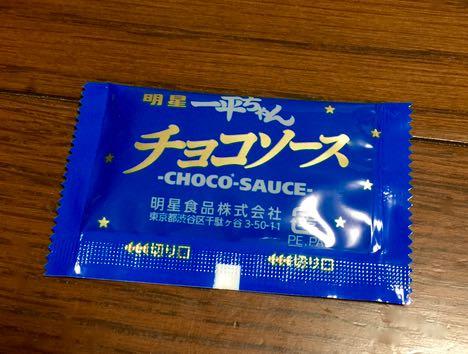 明星 一平ちゃん
チョコソース
-CHOCO-SAUCE-
明星食品株式会社
東京都渋谷区千駄ヶ谷 3-50-11
PE,PA
切り口 切り口